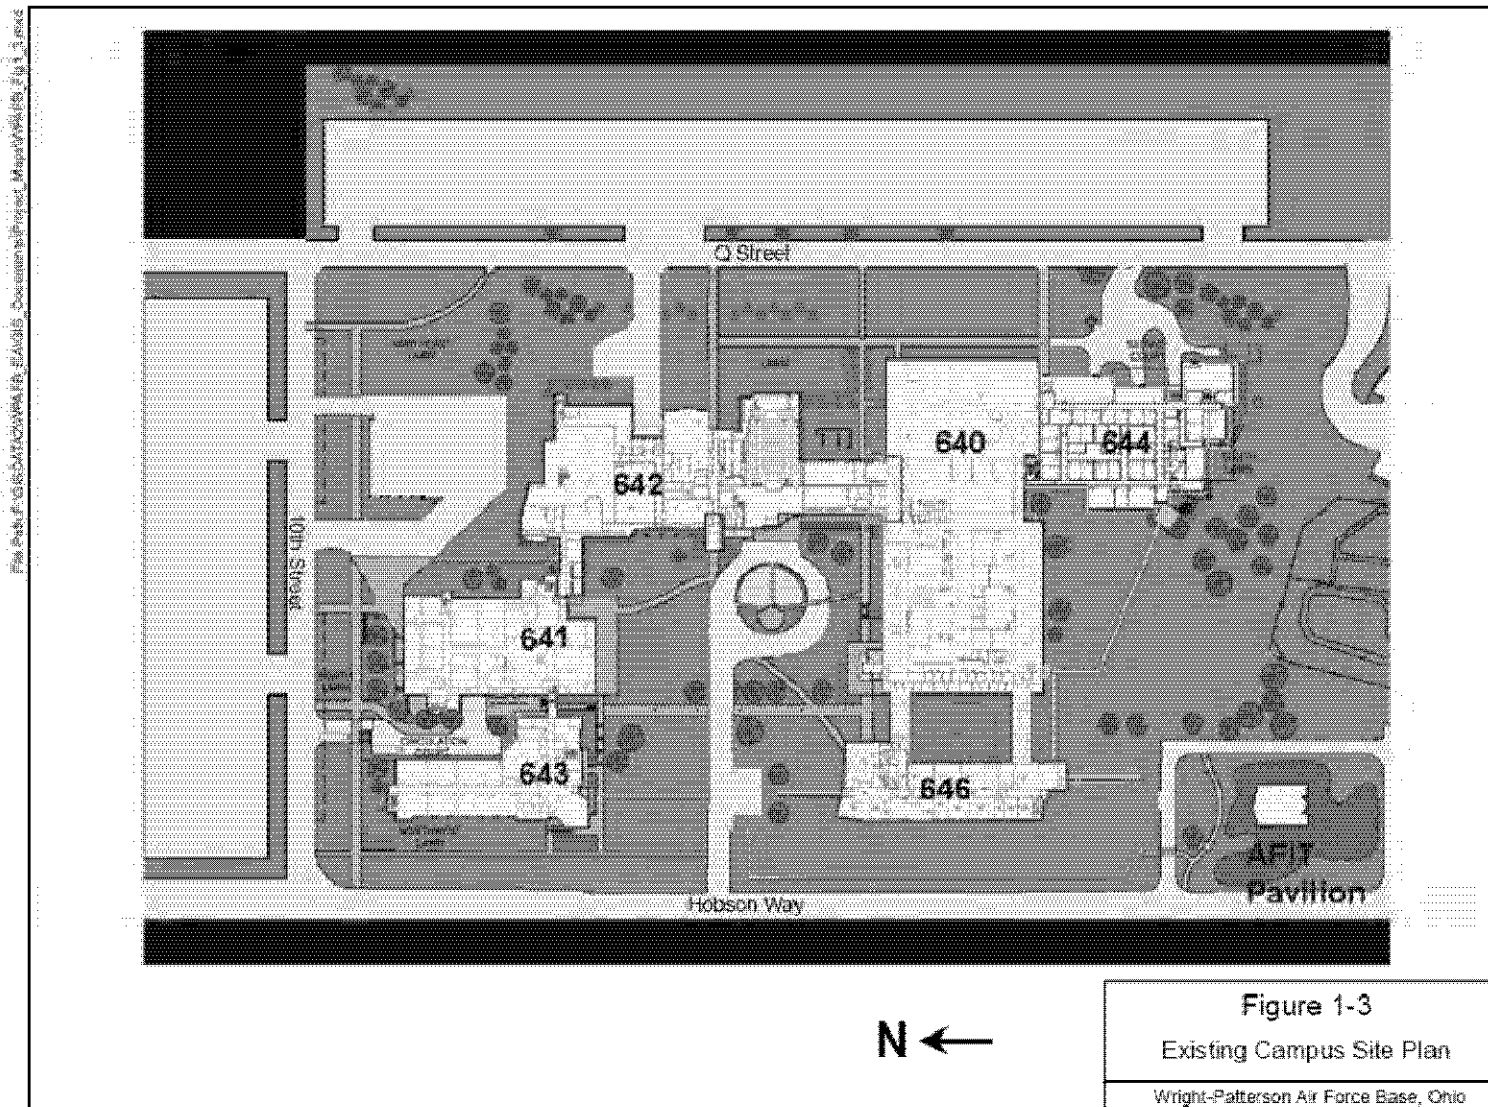 Q Street
640
644
642
10th Street
641
643
646
AFIT
Pavilion
Hobson Way
N
Figure 1-3
Existing Campus Site Plan
Wright-Patterson Air Force Base, Ohio